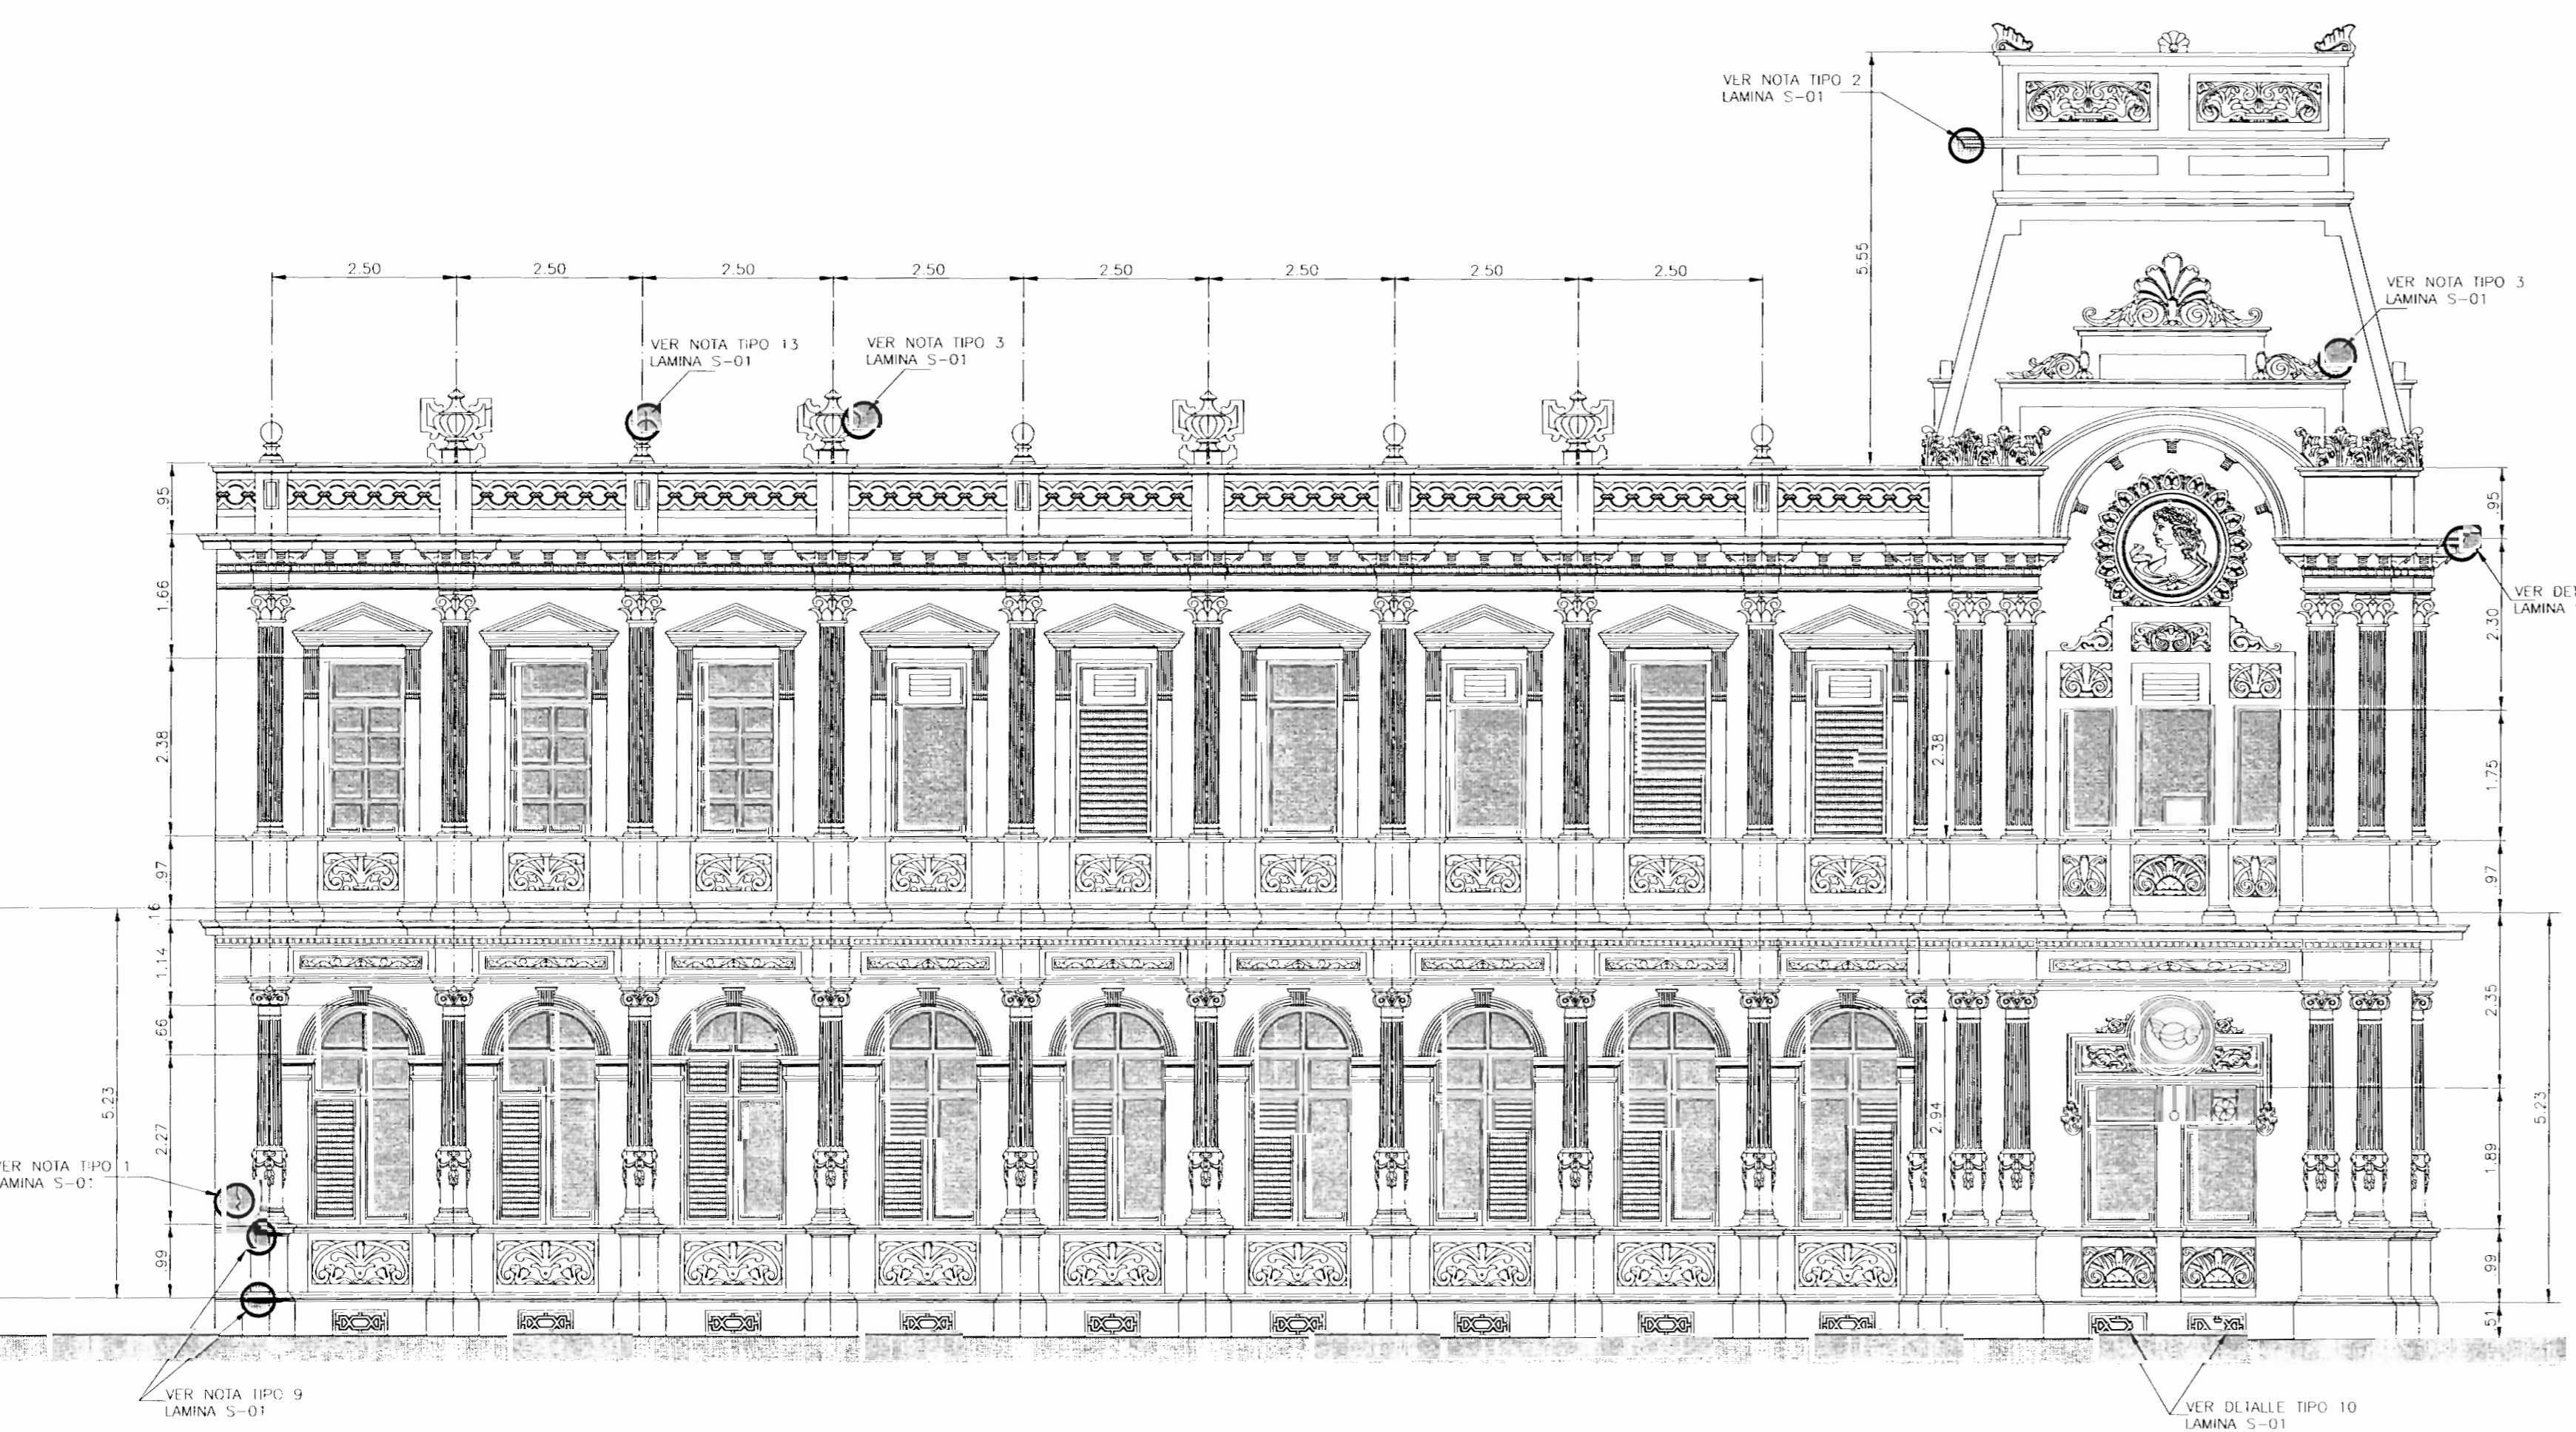 VER NOTA TIPO 2
LAMINA S-01
5.55
2.50 2.50 2.50 2.50 2.50 2.50 2.50 2.50
VER NOTA TIPO 3
LAMINA S-01
VER NOTA TIPO 13
LAMINA S-01
VER NOTA TIPO 3
LAMINA S-01
.95
1.66
2.38
.97
.16
1.14
.66
2.27
.99
5.23
2.38
2.94
.95
2.30
1.75
.97
2.35
1.89
.99
.51
5.23
LAMINA
VER NOTA TIPO 1
LAMINA S-01
VER NOTA TIPO 9
LAMINA S-01
VER DETALLE TIPO 10
LAMINA S-01